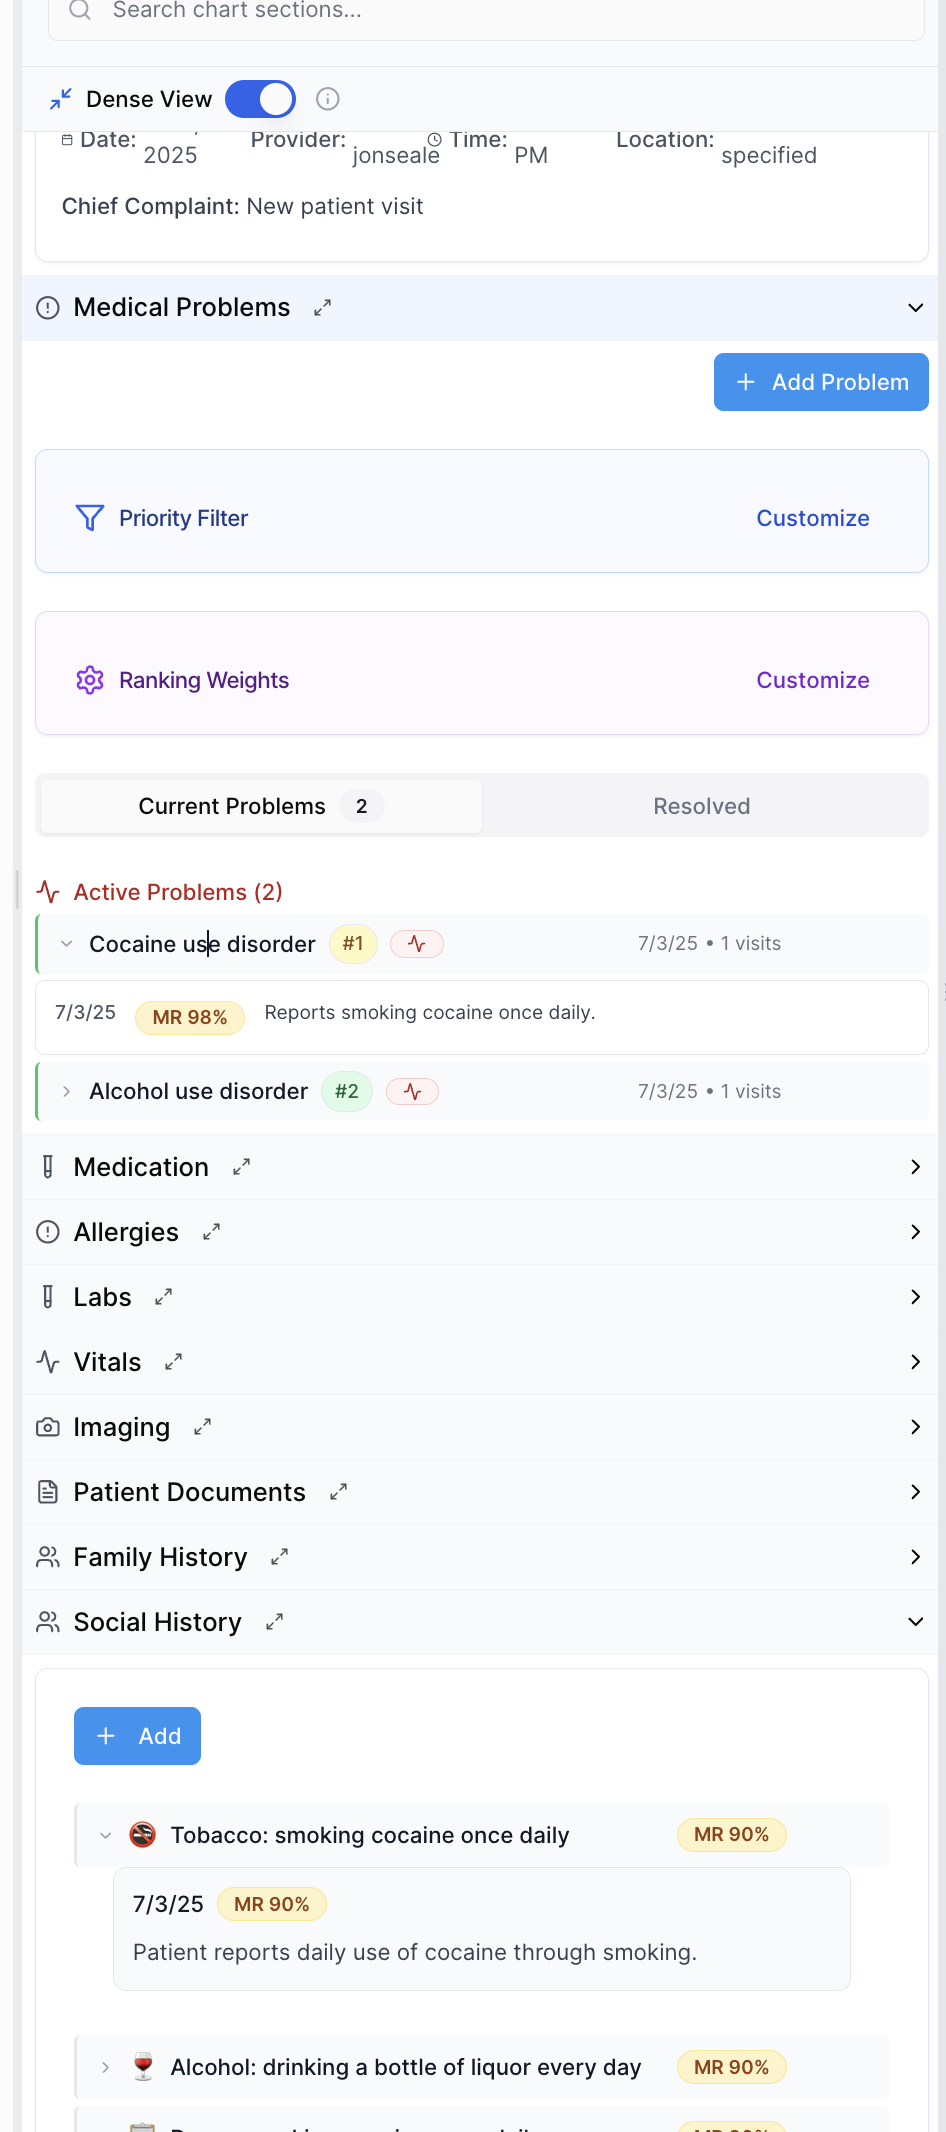 Search chart sections...
Dense View
Date: 2025 Provider: jonseale Time: PM Location: specified
Chief Complaint: New patient visit
Medical Problems
+ Add Problem
Priority Filter Customize
Ranking Weights Customize
Current Problems 2 Resolved
Active Problems (2)
Cocaine use disorder #1 7/3/25 • 1 visits
7/3/25 MR 98% Reports smoking cocaine once daily.
Alcohol use disorder #2 7/3/25 • 1 visits
Medication
Allergies
Labs
Vitals
Imaging
Patient Documents
Family History
Social History
+ Add
Tobacco: smoking cocaine once daily MR 90%
7/3/25 MR 90%
Patient reports daily use of cocaine through smoking.
Alcohol: drinking a bottle of liquor every day MR 90%